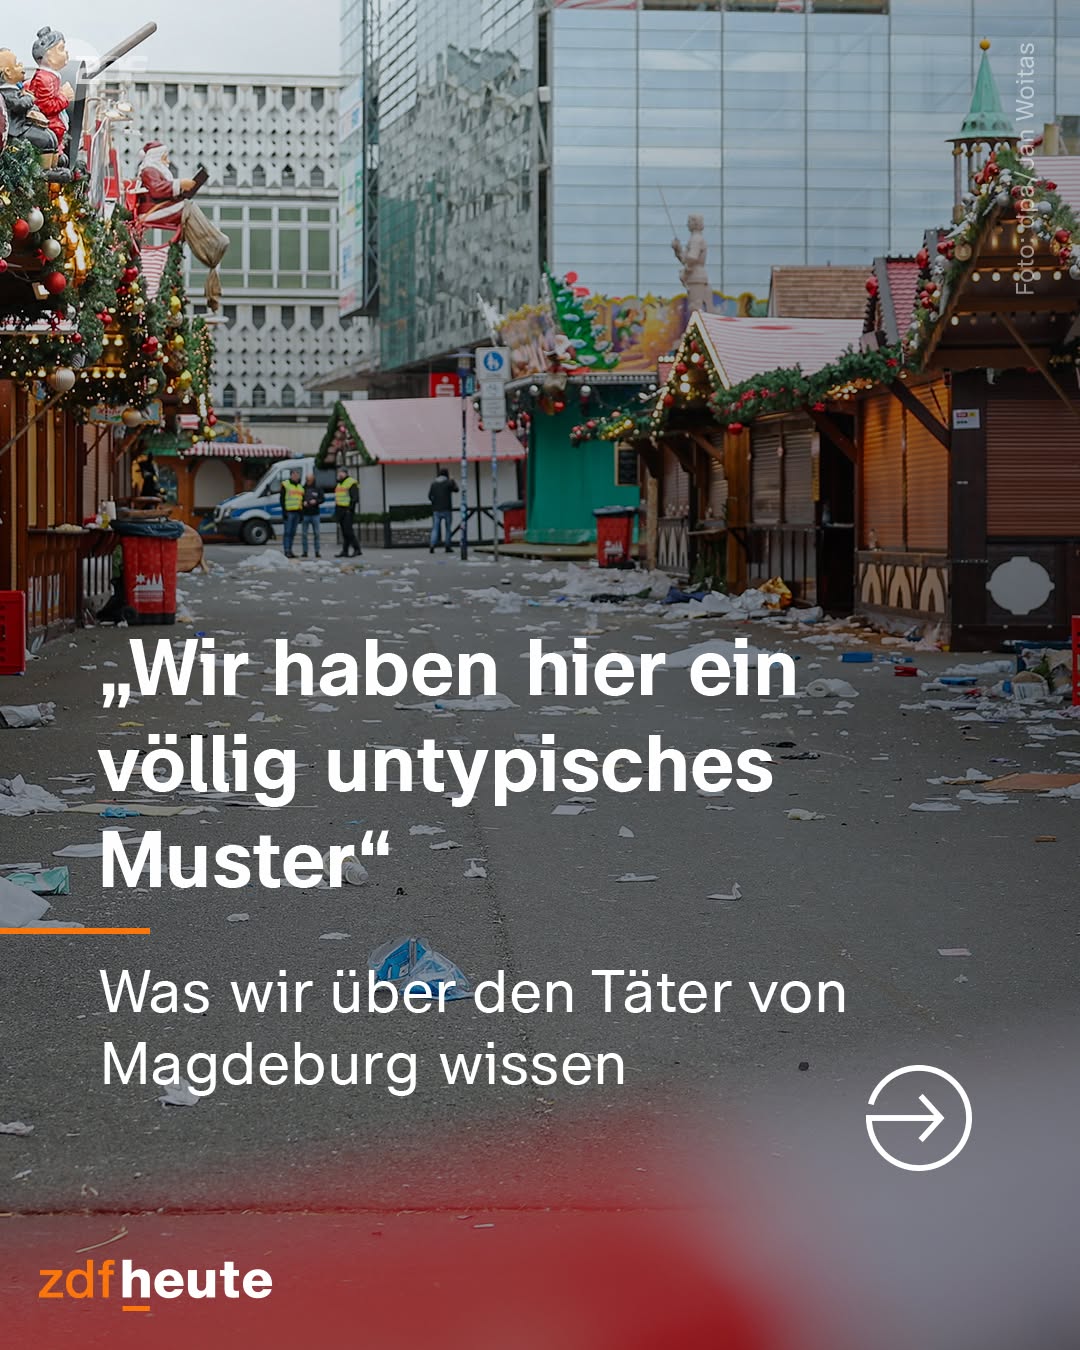 Foto: dpa/Jan Woitas
„Wir haben hier ein
völlig untypisches
Muster“
Was wir über den Täter von
Magdeburg wissen
zdfheute